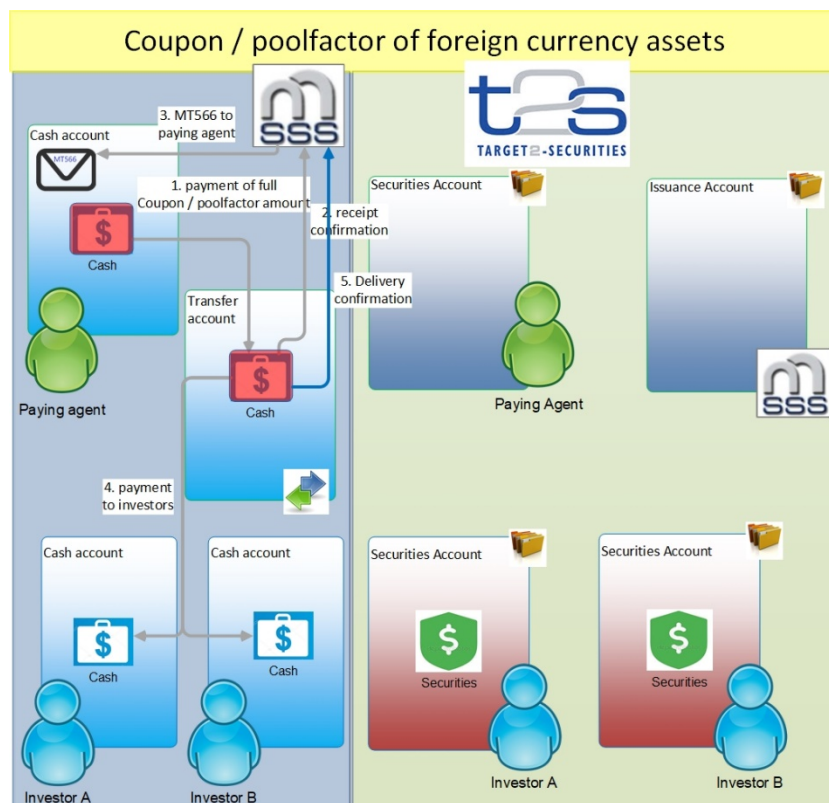 Coupon / poolfactor of foreign currency assets
SSS
t2s
TARGET2-SECURITIES
3. MT566 to
paying agent
Cash account
MT566
1. payment of full
Coupon / poolfactor amount
2. receipt
confirmation
Cash
5. Delivery
confirmation
Transfer
account
Cash
Paying agent
Securities Account
Issuance Account
Paying Agent
SSS
4. payment
to investors
Cash account
Cash account
Cash
Cash
Investor A
Investor B
Securities Account
Securities Account
Securities
Securities
Investor A
Investor B